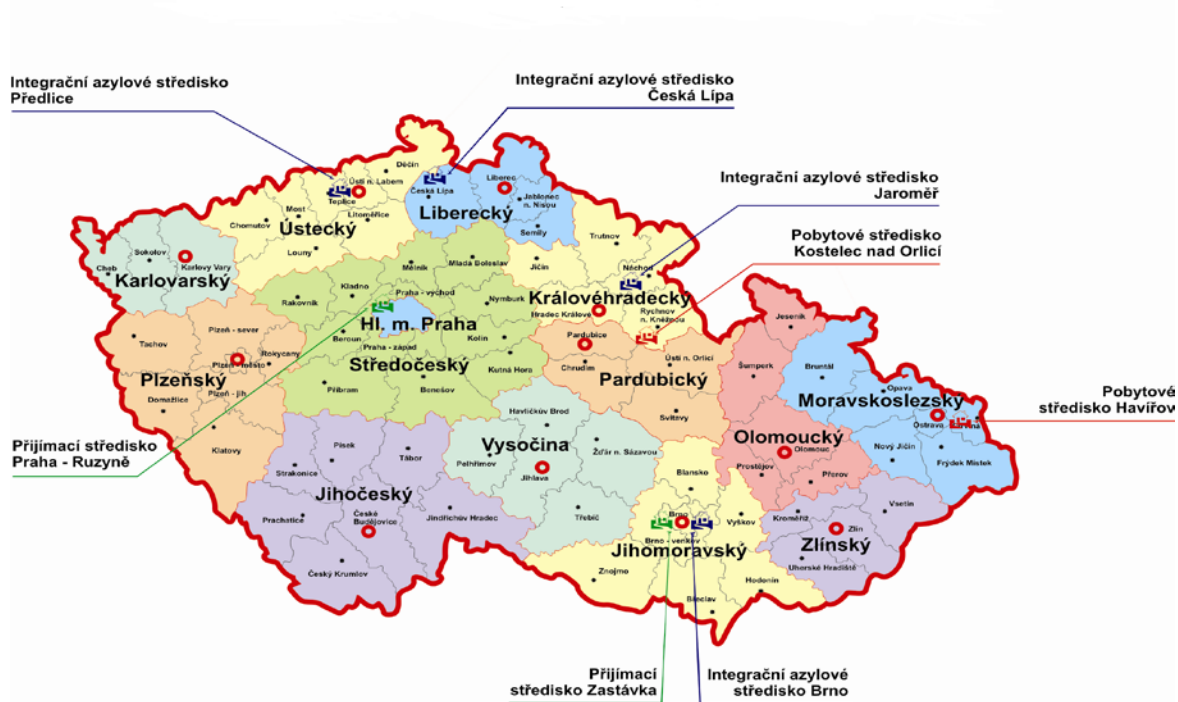 Integrační azylové středisko
Předlice
Integrační azylové středisko
Česká Lípa
Integrační azylové středisko
Jaroměř
Pobytové středisko
Kostelec nad Orlicí
Pobytové
středisko Havířov
Přijímací středisko
Praha - Ruzyně
Přijímací
středisko Zastávka
Integrační azylové
středisko Brno
Ústecký
Děčín
Ústí n. Labem
Teplice
Most
Litoměřice
Chomutov
Louny
Liberecký
Česká Lípa
Liberec
Jablonec
n. Nisou
Semily
Karlovarský
Sokolov
Karlovy Vary
Cheb
Královéhradecký
Trutnov
Jičín
Náchod
Hradec Králové
Rychnov
n. Kněžnou
Hl. m. Praha
Středočeský
Mělník
Mladá Boleslav
Rakovník
Kladno
Praha - východ
Nymburk
Beroun
Praha - západ
Kolín
Kutná Hora
Příbram
Benešov
Plzeňský
Plzeň - sever
Tachov
Rokycany
Plzeň - město
Plzeň - jih
Domažlice
Klatovy
Pardubický
Pardubice
Chrudim
Ústí n. Orlicí
Svitavy
Olomoucký
Jeseník
Šumperk
Olomouc
Prostějov
Přerov
Moravskoslezský
Bruntál
Opava
Ostrava
Nový Jičín
Frýdek Místek
Vysočina
Havlíčkův Brod
Pelhřimov
Jihlava
Žďár n. Sázavou
Třebíč
Jihočeský
Písek
Tábor
Strakonice
Prachatice
České
Budějovice
Jindřichův Hradec
Český Krumlov
Jihomoravský
Blansko
Brno
Brno - venkov
Vyškov
Znojmo
Hodonín
Břeclav
Zlínský
Vsetín
Kroměříž
Zlín
Uherské Hradiště